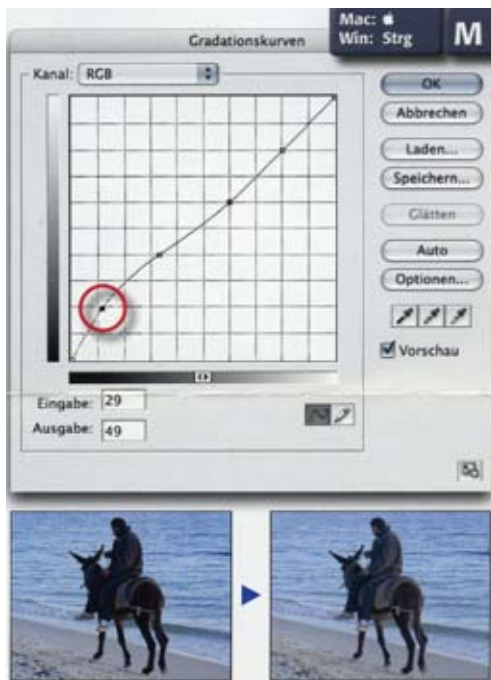 Mac: 
Win: Strg
M
Gradationskurven
Kanal: RGB
OK
Abbrechen
Laden...
Speichern...
Glätten
Auto
Optionen...
Vorschau
Eingabe: 29
Ausgabe: 49